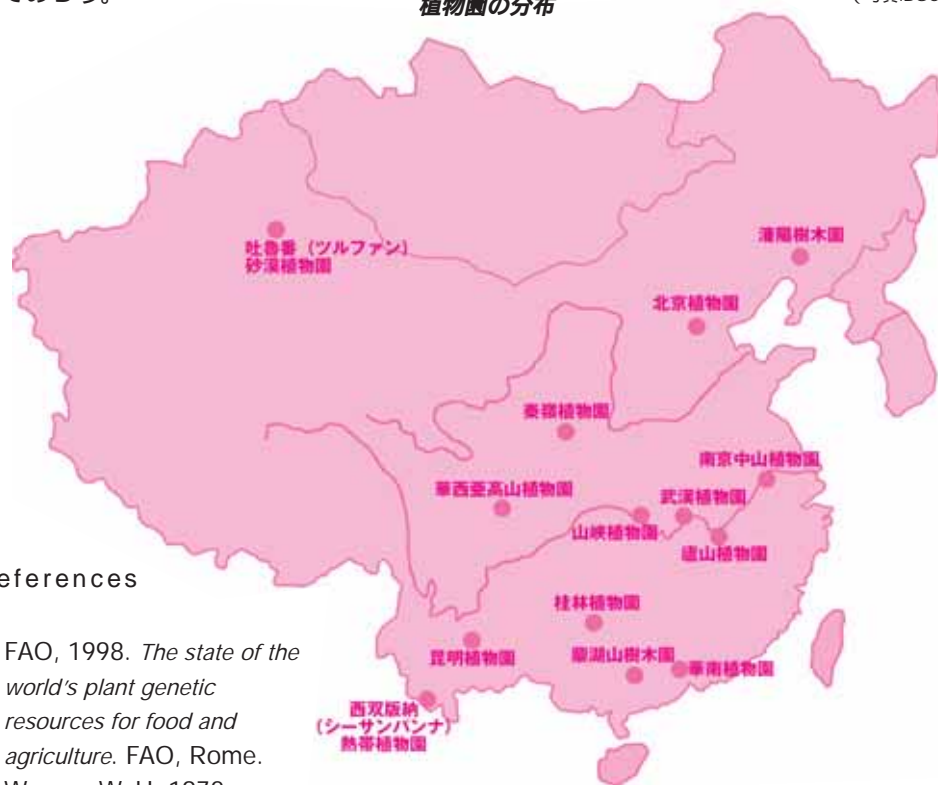 植物園の分布
吐魯番（ツルファン）
砂漠植物園
瀋陽樹木園
北京植物園
秦嶺植物園
南京中山植物園
華西亜高山植物園
武漢植物園
山峡植物園
廬山植物園
桂林植物園
昆明植物園
鼎湖山樹木園
華南植物園
西双版納
（シーサンパンナ）
熱帯植物園
eferences
FAO, 1998. The state of the
world's plant genetic
resources for food and
agriculture. FAO, Rome.